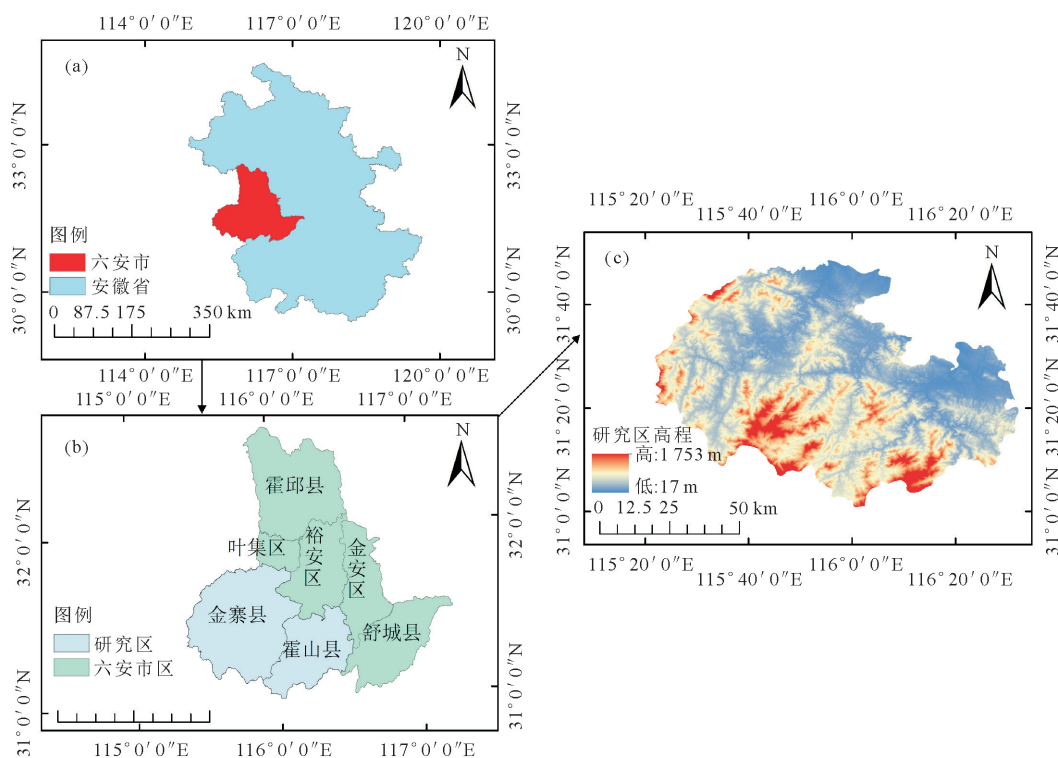 114°0′0″E 117°0′0″E 120°0′0″E
(a)
N
33°0′0″N
33°0′0″N
30°0′0″N
30°0′0″N
图例
六安市
安徽省
0 87.5 175 350 km
114°0′0″E 117°0′0″E 120°0′0″E
115°0′0″E 116°0′0″E 117°0′0″E
(b)
N
霍邱县
叶集区
裕安区
金安区
金寨县
霍山县
舒城县
32°0′0″N
32°0′0″N
31°0′0″N
31°0′0″N
图例
研究区
六安市区
115°0′0″E 116°0′0″E 117°0′0″E
115°20′0″E 116°0′0″E
115°40′0″E 116°20′0″E
(c)
N
31°40′0″N
31°40′0″N
31°20′0″N
31°20′0″N
31°0′0″N
31°0′0″N
研究区高程
高:1 753 m
低:17 m
0 12.5 25 50 km
115°20′0″E 116°0′0″E
115°40′0″E 116°20′0″E